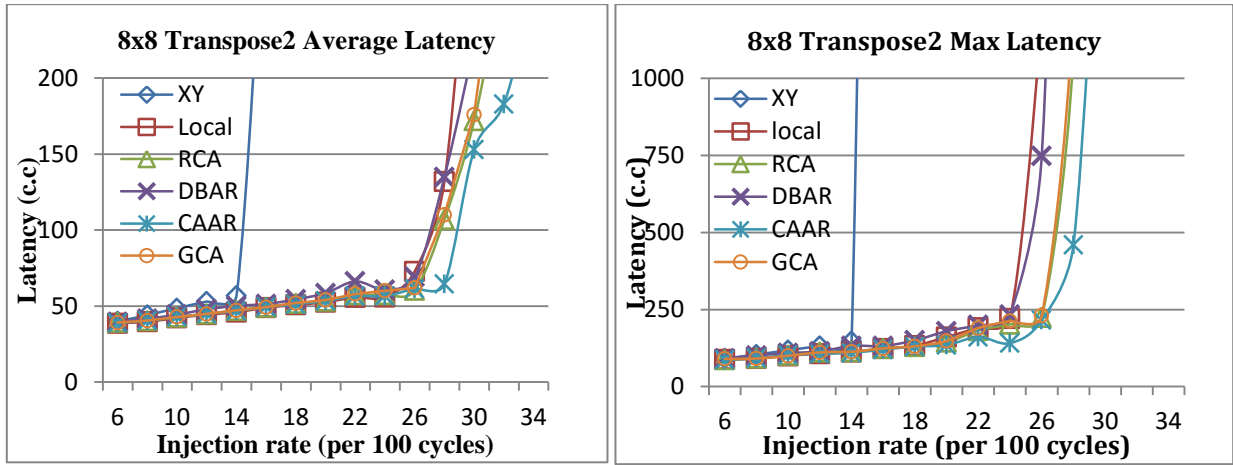 8x8 Transpose2 Average Latency
Latency (c.c)
200
150
100
50
0
XY
Local
RCA
DBAR
CAAR
GCA
6 10 14 18 22 26 30 34
Injection rate (per 100 cycles)
8x8 Transpose2 Max Latency
Latency (c.c)
1000
750
500
250
0
XY
local
RCA
DBAR
CAAR
GCA
6 10 14 18 22 26 30 34
Injection rate (per 100 cycles)